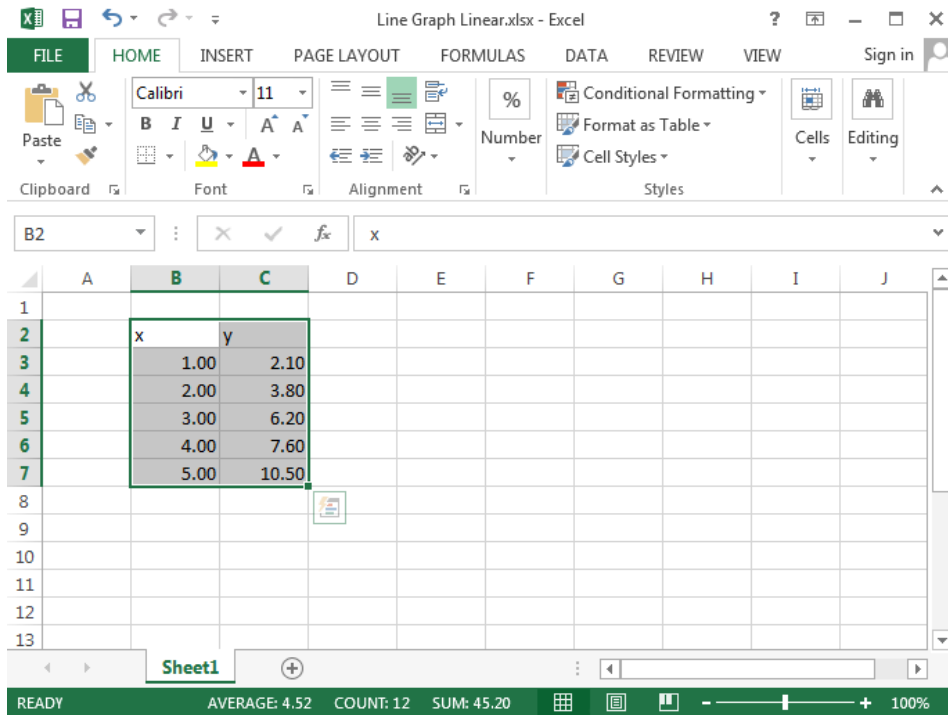 Line Graph Linear.xlsx - Excel
FILE HOME INSERT PAGE LAYOUT FORMULAS DATA REVIEW VIEW Sign in
Calibri 11 % Conditional Formatting
B I U A A Format as Table
Paste Number Cells Editing
A Cell Styles
Clipboard Font Alignment Styles
B2 fx x
A B C D E F G H I J
1
2 x y
3 1.00 2.10
4 2.00 3.80
5 3.00 6.20
6 4.00 7.60
7 5.00 10.50
8
9
10
11
12
13
Sheet1
READY AVERAGE: 4.52 COUNT: 12 SUM: 45.20 100%